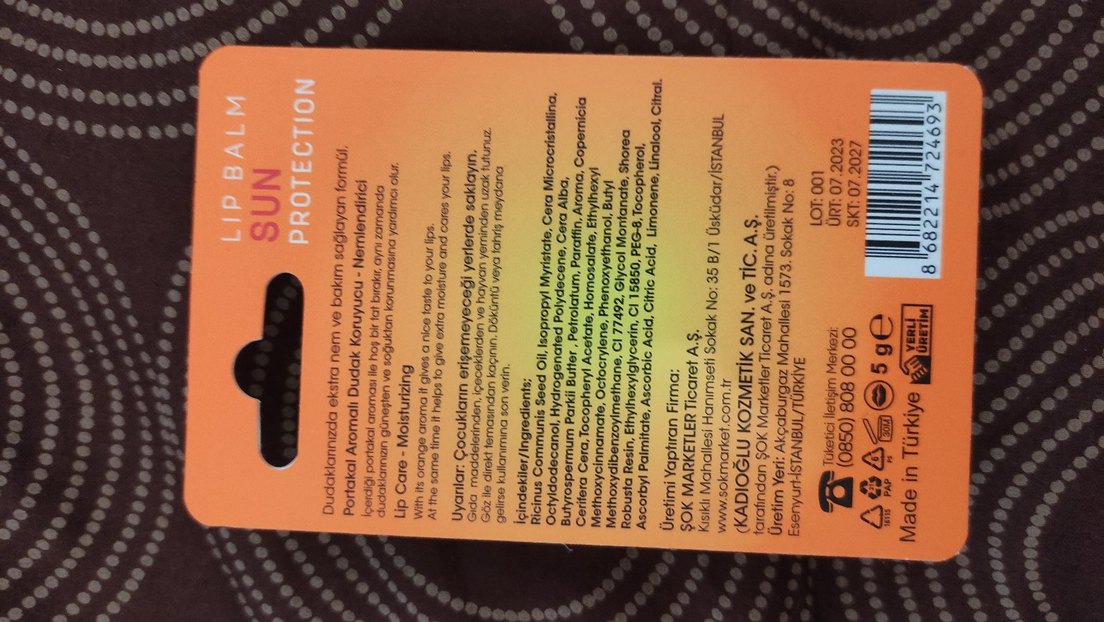 LIP BALM
SUN
PROTECTION
Dudaklarınızda ekstra nem ve bakım sağlayan formül.
Portakal Aromalı Dudak Koruyucu - Nemlendirici
İçerdiği portakal aroması ile hoş bir tat bırakır, aynı zamanda
dudaklarınızın güneşten ve soğuktan korunmasına yardımcı olur.
Lip Care - Moisturizing
With its orange aroma it gives a nice taste to your lips.
At the same time it helps to give extra moisture and cares your lips.
Uyarılar: Çocukların erişemeyeceği yerlerde saklayın.
Gıda maddelerinden, içeceklerden ve hayvan yeminden uzak tutunuz.
Göz ile direkt temasından kaçının. Döküntü veya tahriş meydana
gelirse kullanımına son verin.
İçindekiler/Ingredients;
Ricinus Communis Seed Oil, Isopropyl Myristate, Cera Microcristallina,
Octyldodecanol, Hydrogenated Polydecene, Cera Alba,
Butyrospermum Parkii Butter, Petrolatum, Paraffin, Aroma, Copernicia
Cerifera Cera, Tocopheryl Acetate, Homosalate, Ethylhexyl
Methoxycinnamate, Octocrylene, Phenoxyethanol, Butyl
Methoxydibenzoylmethane, CI 77492, Glycol Montanate, Shorea
Robusta Resin, Ethylhexylglycerin, CI 15850, PEG-8, Tocopherol,
Ascorbyl Palmitate, Ascorbic Acid, Citric Acid, Limonene, Linalool, Citral.
Üretimi Yaptıran Firma:
ŞOK MARKETLER Ticaret A.Ş.
Kısıklı Mahallesi Hanımseti Sokak No: 35 B/1 Üsküdar/İSTANBUL
www.sokmarket.com.tr
(KADIOĞLU KOZMETİK SAN. ve TİC. A.Ş.
tarafından ŞOK Marketler Ticaret A.Ş. adına üretilmiştir.)
Üretim Yeri: Akçaburgaz Mahallesi 1573. Sokak No: 8
Esenyurt-İSTANBUL/TÜRKİYE
LOT: 001
ÜRT: 07.2023
SKT: 07.2027
Tüketici İletişim Merkezi:
(0850) 808 00 00
PAP
PS
30M
5 g e
Made in Türkiye
YERLİ
ÜRETİM
8 682214 724693